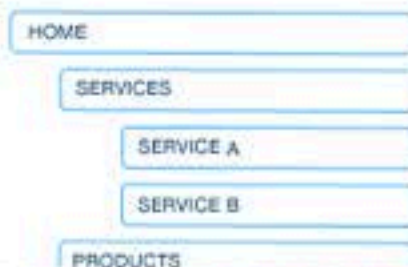 HOME
SERVICES
SERVICE A
SERVICE B
PRODUCTS